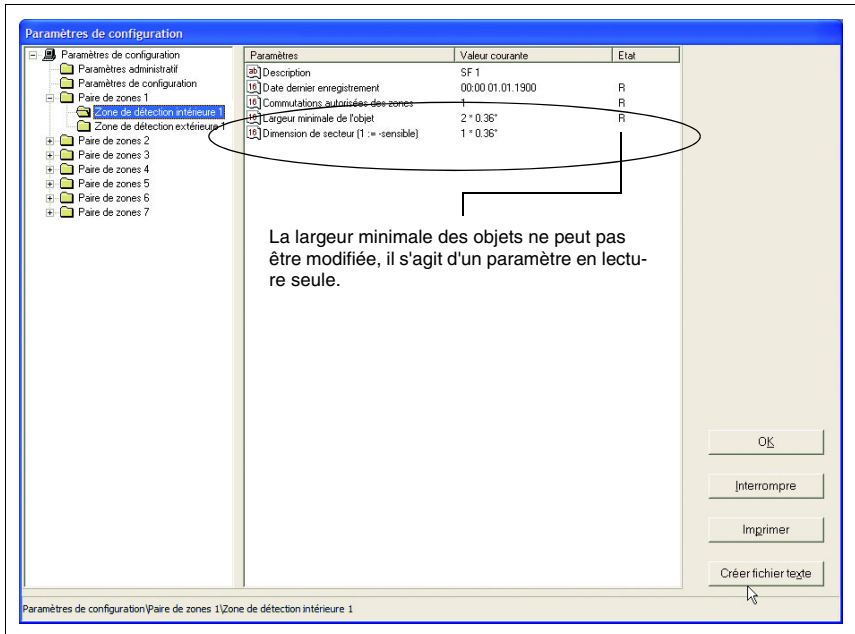 Paramètres de configuration
Paramètres de configuration
Paramètres administratif
Paramètres de configuration
Paire de zones 1
Zone de détection intérieure 1
Zone de détection extérieure 1
Paire de zones 2
Paire de zones 3
Paire de zones 4
Paire de zones 5
Paire de zones 6
Paire de zones 7
Paramètres Valeur courante Etat
ab Description SF 1
16 Date dernier enregistrement 00:00 01.01.1900 R
16 Commutations autorisées des zones 1 R
16 Largeur minimale de l'objet 2 * 0.36° R
16 Dimension de secteur (1 := -sensible) 1 * 0.36°
La largeur minimale des objets ne peut pas
être modifiée, il s'agit d'un paramètre en lectu-
re seule.
OK
Interrompre
Imprimer
Créer fichier texte
Paramètres de configuration\Paire de zones 1\Zone de détection intérieure 1